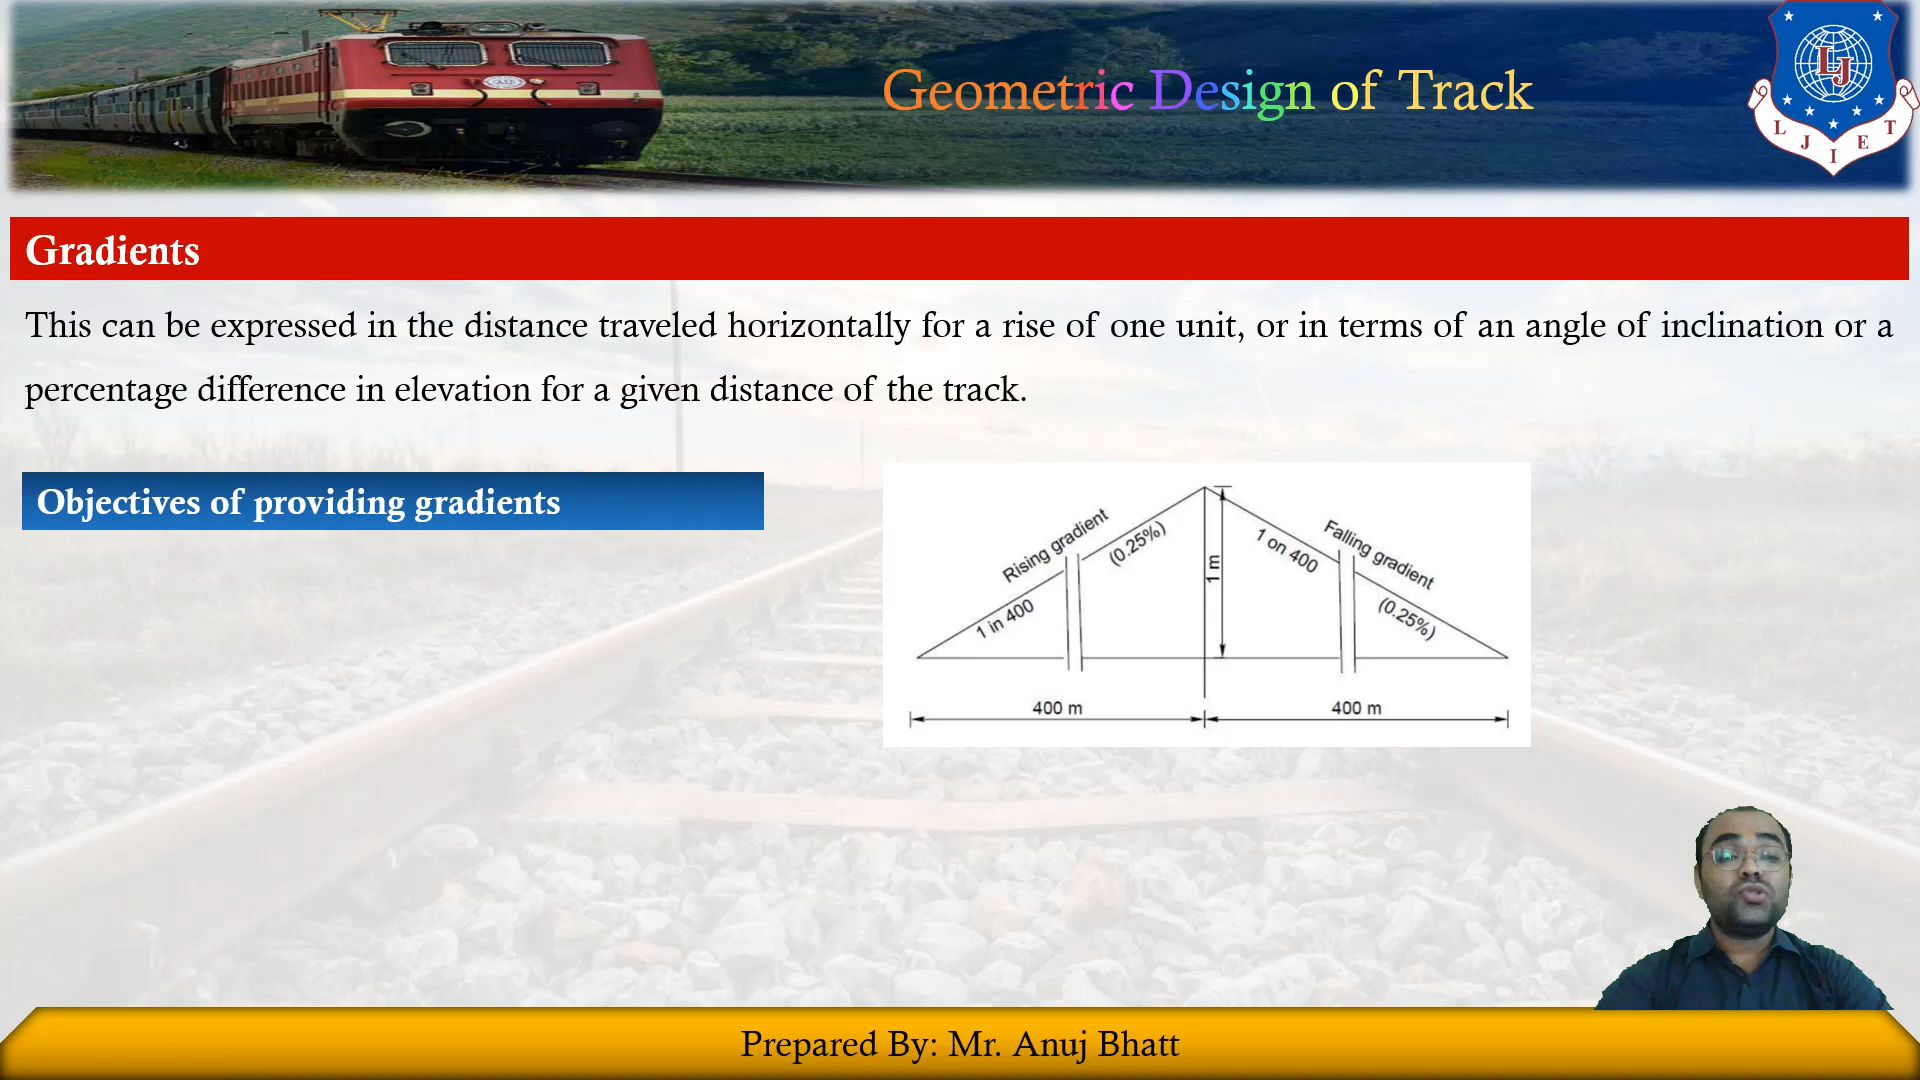 Geometric Design of Track
LJ
L J I E T
Gradients
This can be expressed in the distance traveled horizontally for a rise of one unit, or in terms of an angle of inclination or a
percentage difference in elevation for a given distance of the track.
Objectives of providing gradients
Rising gradient
(0.25%)
1 in 400
1 m
Falling gradient
1 on 400
(0.25%)
400 m
400 m
Prepared By: Mr. Anuj Bhatt